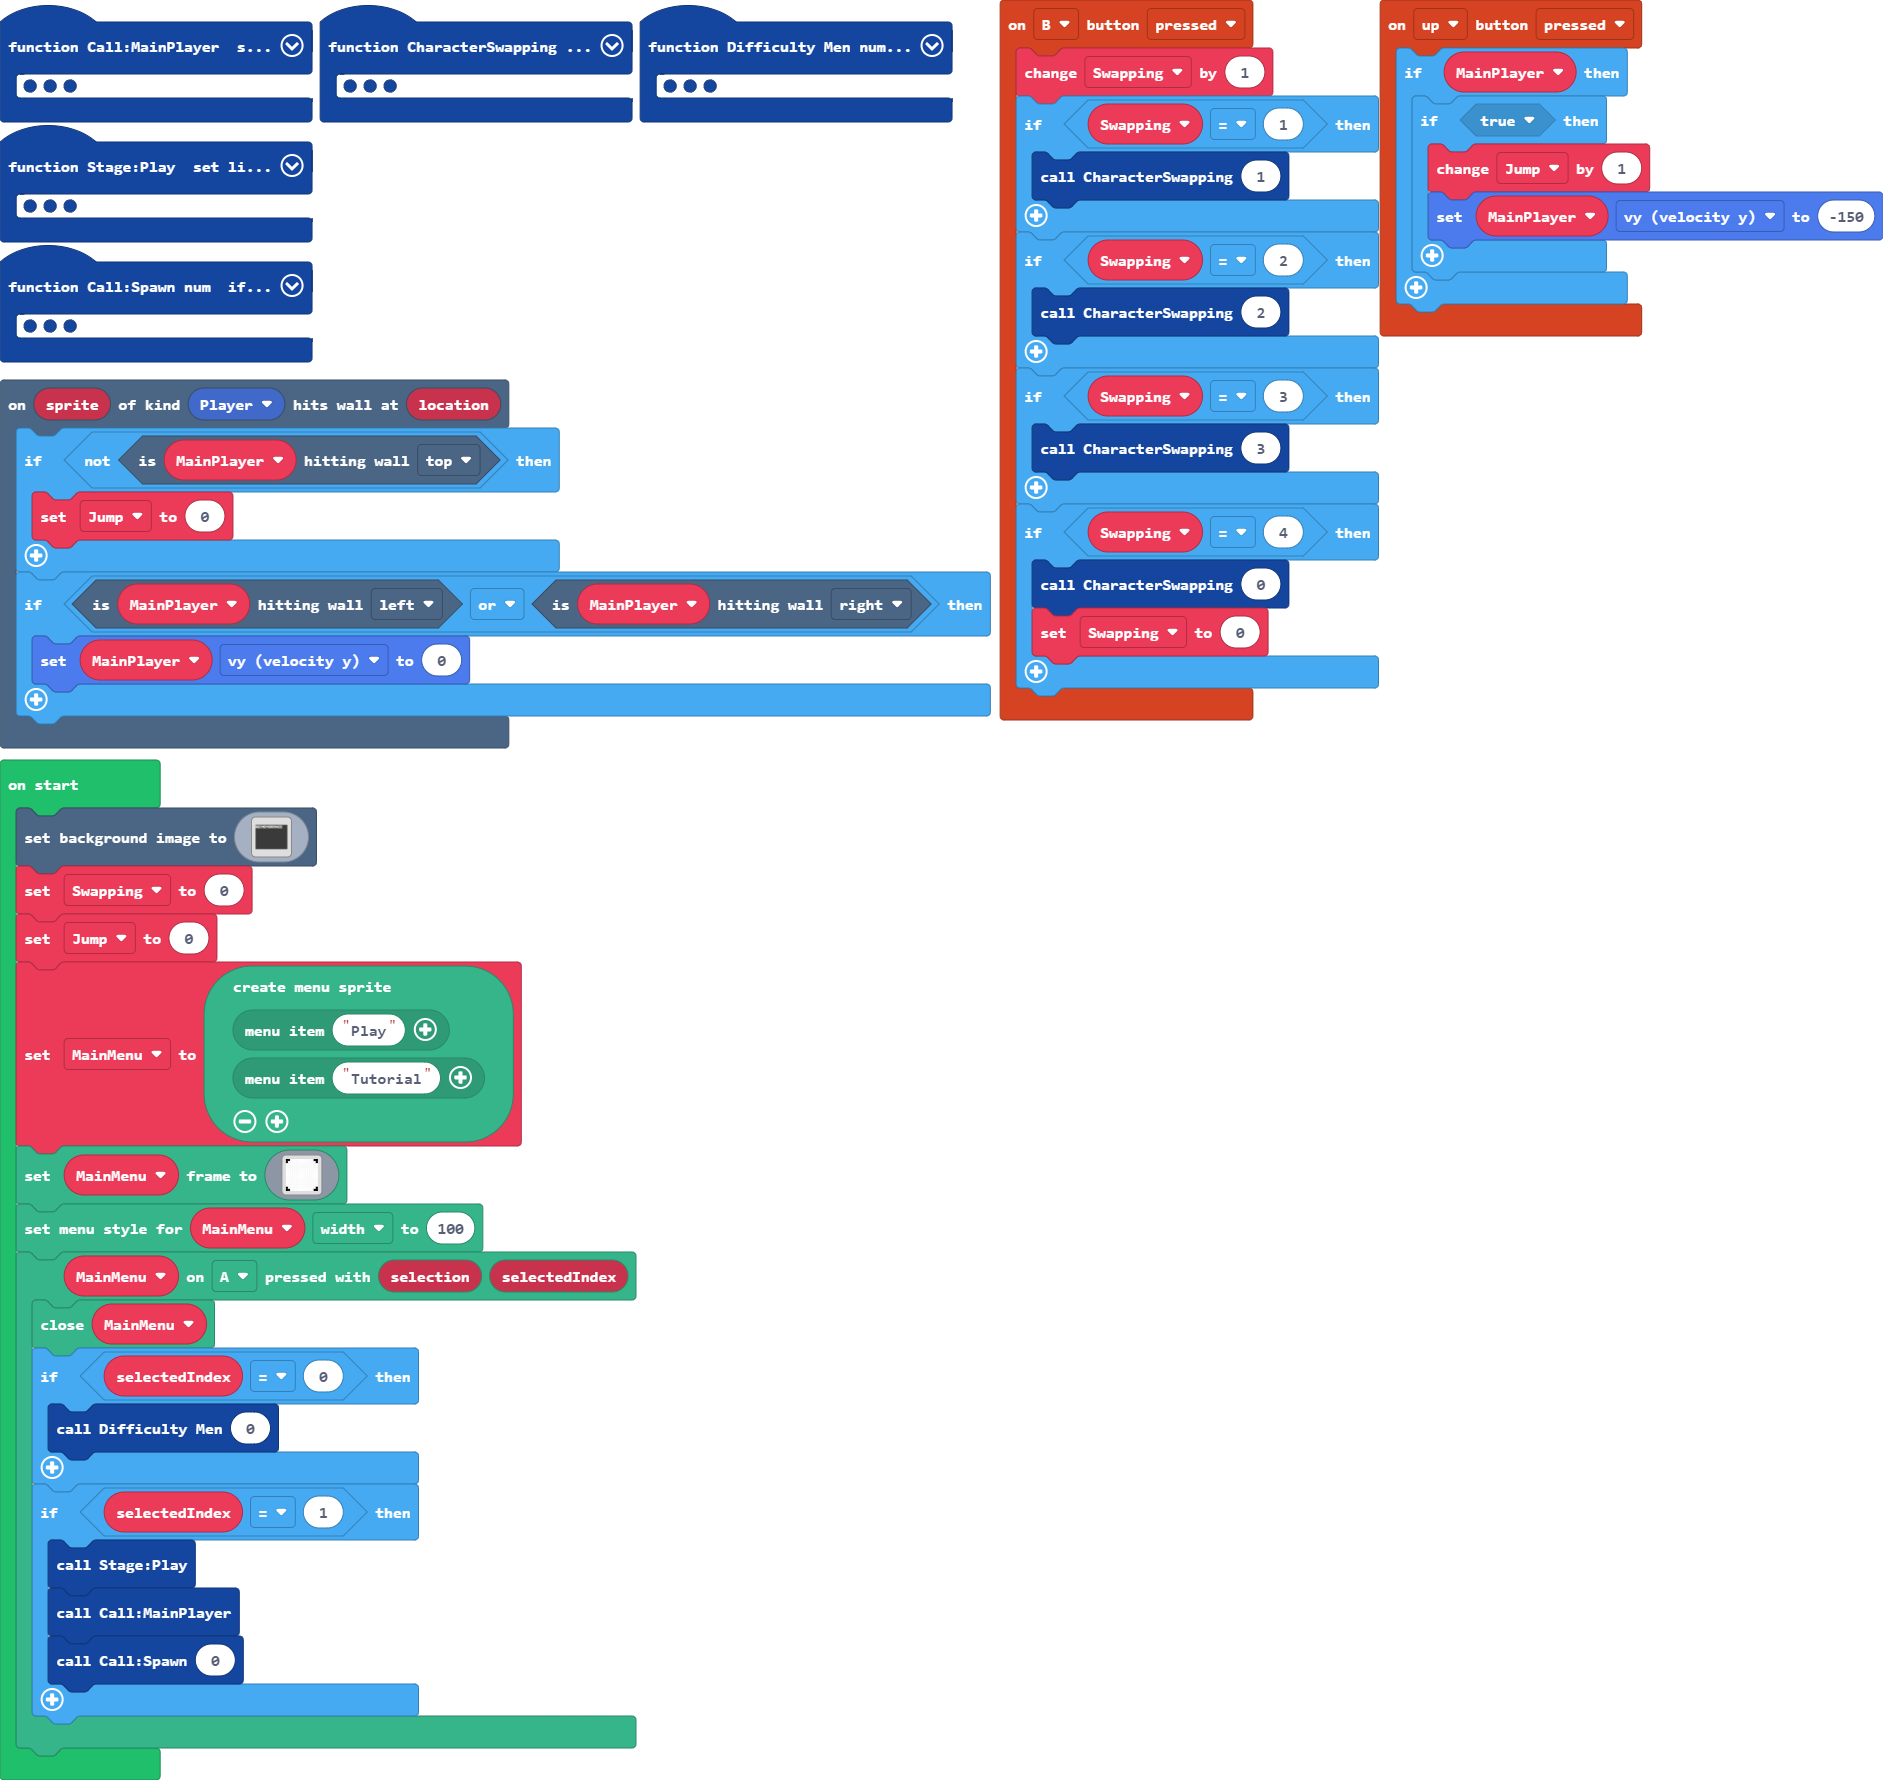 function Call:MainPlayer  s...
function CharacterSwapping ...
function Difficulty Men num...
function Stage:Play  set li...
function Call:Spawn num  if...
on sprite of kind Player hits wall at location
if not is MainPlayer hitting wall top then
set Jump to 0
if is MainPlayer hitting wall left or is MainPlayer hitting wall right then
set MainPlayer vy (velocity y) to 0
on start
set background image to
set Swapping to 0
set Jump to 0
set MainMenu to
create menu sprite
menu item "Play"
menu item "Tutorial"
set MainMenu frame to
set menu style for MainMenu width to 100
MainMenu on A pressed with selection selectedIndex
close MainMenu
if selectedIndex = 0 then
call Difficulty Men 0
if selectedIndex = 1 then
call Stage:Play
call Call:MainPlayer
call Call:Spawn 0
on B button pressed
change Swapping by 1
if Swapping = 1 then
call CharacterSwapping 1
if Swapping = 2 then
call CharacterSwapping 2
if Swapping = 3 then
call CharacterSwapping 3
if Swapping = 4 then
call CharacterSwapping 0
set Swapping to 0
on up button pressed
if MainPlayer then
if true then
change Jump by 1
set MainPlayer vy (velocity y) to -150